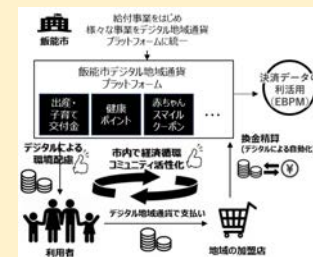 飯能市
給付事業をはじめ
様々な事業をデジタル地域通貨
プラットフォームに統一
飯能市デジタル地域通貨
プラットフォーム
出産・
子育て
交付金
健康
ポイント
赤ちゃん
スマイル
クーポン
…
決済データの
利活用
(EBPM)
デジタルによる
環境配慮
市内で経済循環
コミュニティ活性化
換金精算
(デジタルによる自動化)
¥
デジタル地域通貨で支払い
利用者
地域の加盟店